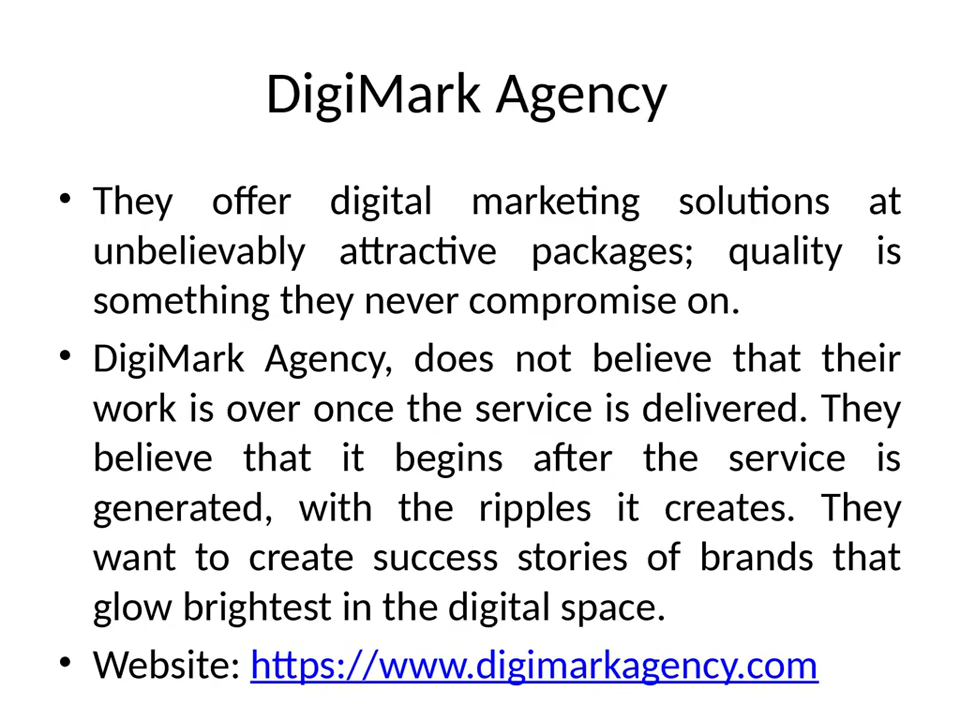 DigiMark Agency
• They offer digital marketing solutions at
unbelievably attractive packages; quality is
something they never compromise on.
• DigiMark Agency, does not believe that their
work is over once the service is delivered. They
believe that it begins after the service is
generated, with the ripples it creates. They
want to create success stories of brands that
glow brightest in the digital space.
• Website: https://www.digimarkagency.com